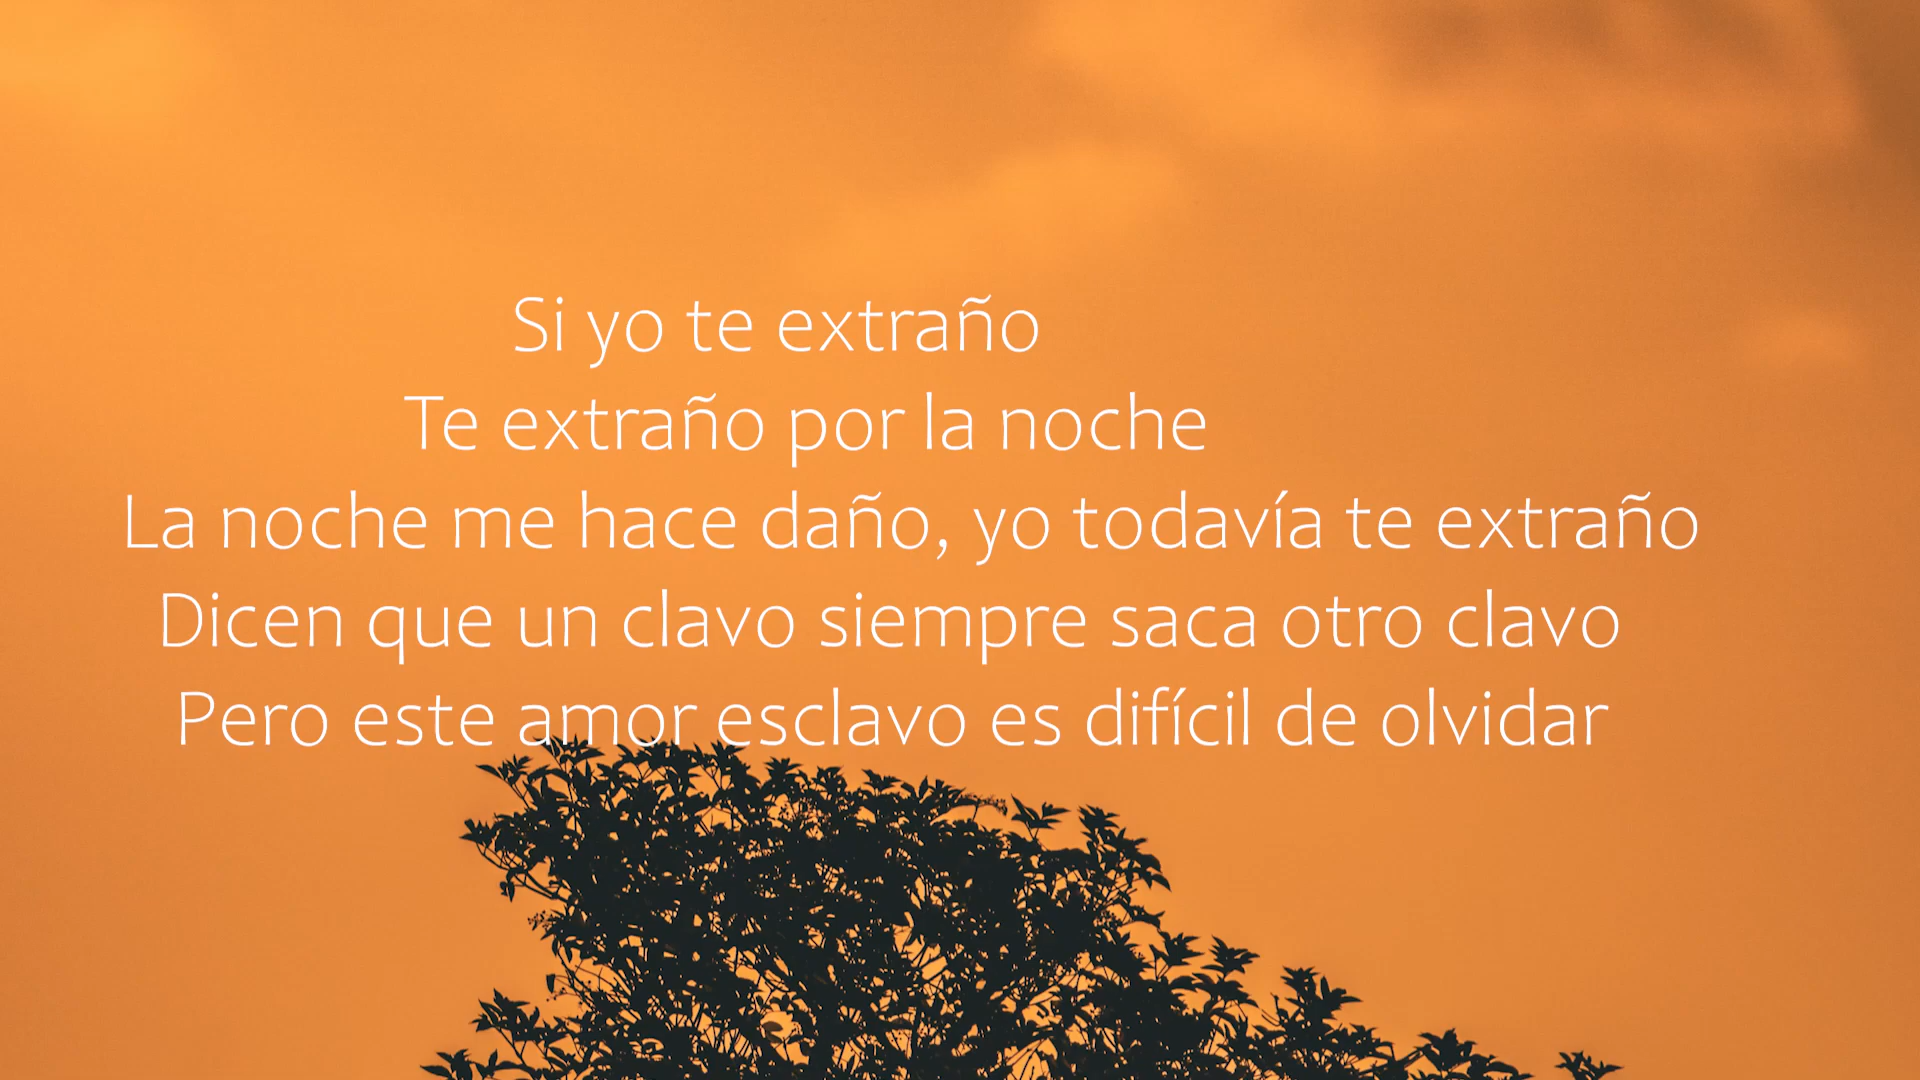 Si yo te extraño
Te extraño por la noche
La noche me hace daño, yo todavía te extraño
Dicen que un clavo siempre saca otro clavo
Pero este amor esclavo es difícil de olvidar